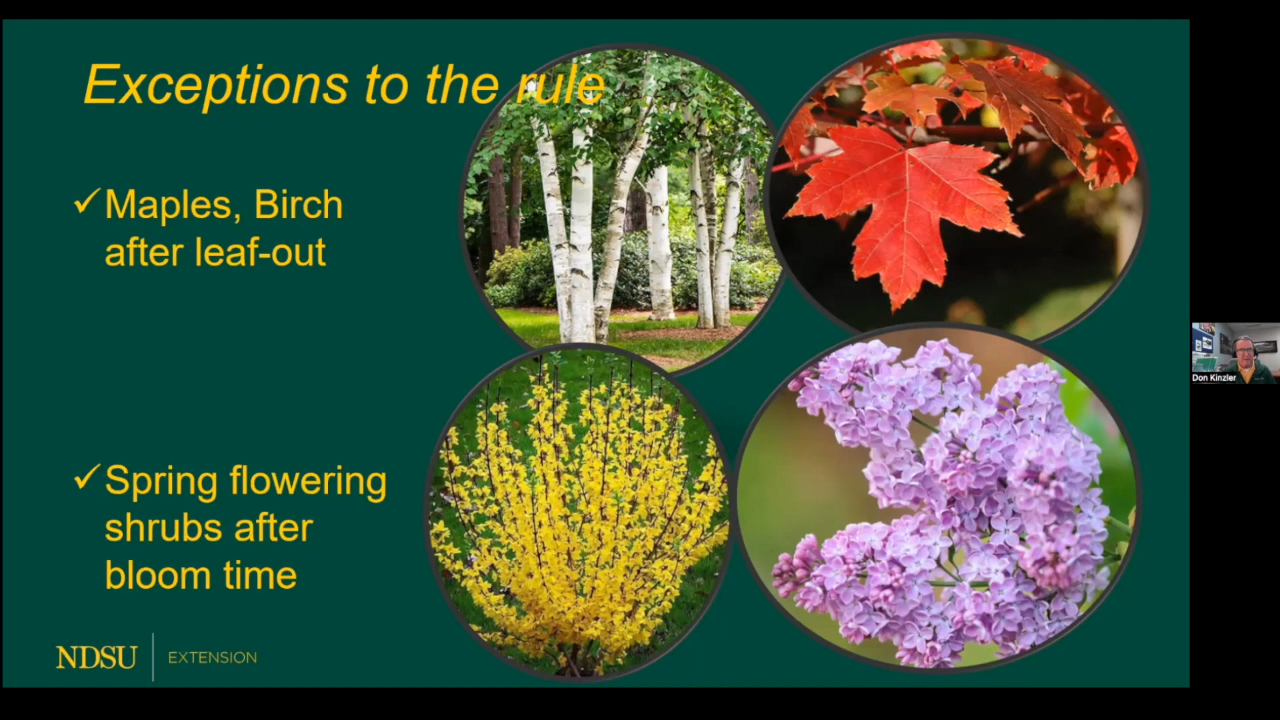 Exceptions to the rule
✓Maples, Birch
after leaf-out
✓Spring flowering
shrubs after
bloom time
NDSU | EXTENSION
Don Kinzler